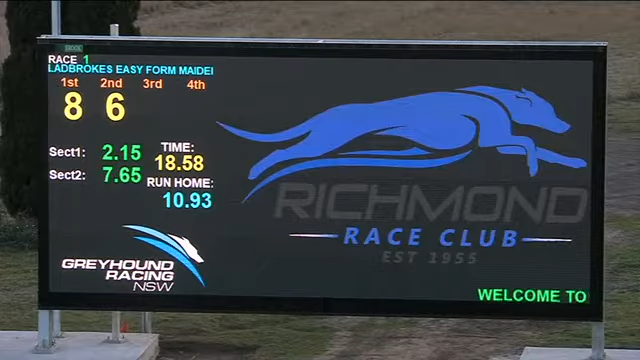 RACE 1
LADBROKES EASY FORM MAIDEI
1st 2nd 3rd 4th
8 6
Sect1: 2.15
Sect2: 7.65
TIME:
18.58
RUN HOME:
10.93
GREYHOUND
RACING
NSW
RICHMOND
RACE CLUB
EST 1955
WELCOME TO